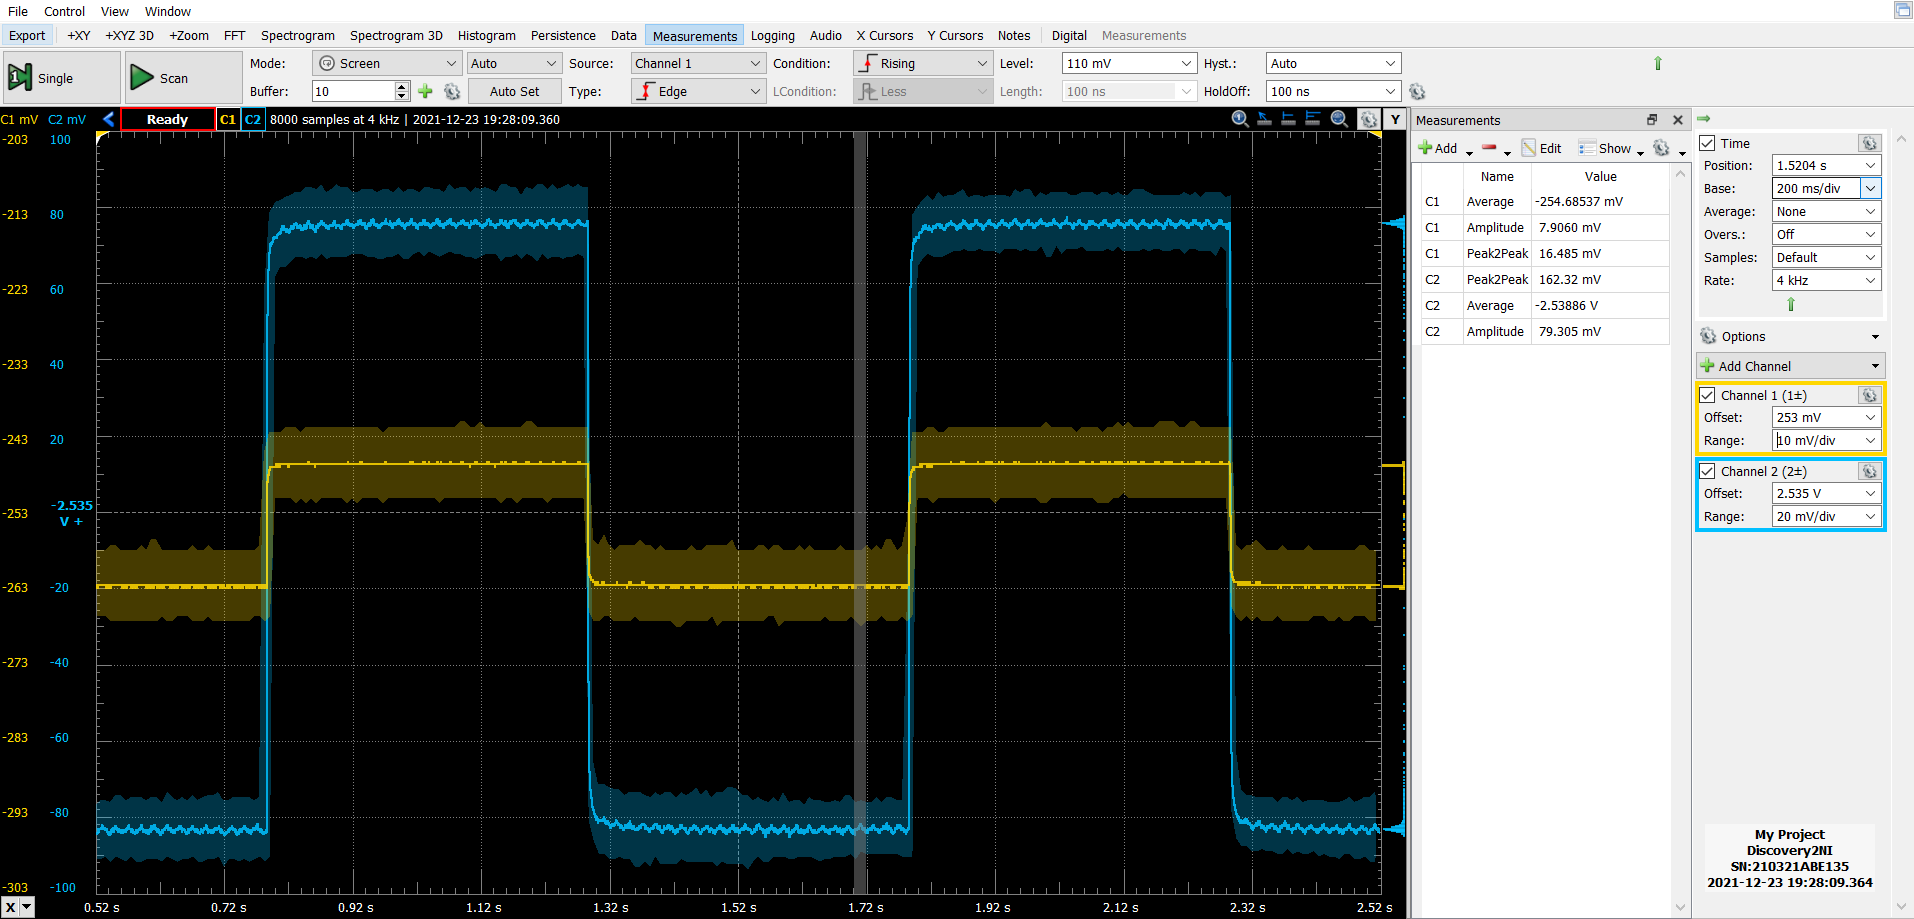 File Control View Window
Export +XY +XYZ 3D +Zoom FFT Spectrogram Spectrogram 3D Histogram Persistence Data Measurements Logging Audio X Cursors Y Cursors Notes Digital Measurements
1 Single Scan Mode: Screen Auto Source: Channel 1 Condition: Rising Level: 110 mV Hyst.: Auto
Buffer: 10 Auto Set Type: Edge LCondition: Less Length: 100 ns HoldOff: 100 ns
C1 mV C2 mV Ready C1 C2 8000 samples at 4 kHz | 2021-12-23 19:28:09.360 Y
-203 100
-213 80
-223 60
-233 40
-243 20
-2.535
-253
V +
-263 -20
-273 -40
-283 -60
-293 -80
-303 -100
X 0.52 s 0.72 s 0.92 s 1.12 s 1.32 s 1.52 s 1.72 s 1.92 s 2.12 s 2.32 s 2.52 s
Measurements
Add Edit Show
Name Value
C1 Average -254.68537 mV
C1 Amplitude 7.9060 mV
C1 Peak2Peak 16.485 mV
C2 Peak2Peak 162.32 mV
C2 Average -2.53886 V
C2 Amplitude 79.305 mV
Time
Position: 1.5204 s
Base: 200 ms/div
Average: None
Overs.: Off
Samples: Default
Rate: 4 kHz
Options
Add Channel
Channel 1 (1±)
Offset: 253 mV
Range: 10 mV/div
Channel 2 (2±)
Offset: 2.535 V
Range: 20 mV/div
My Project
Discovery2NI
SN:210321ABE135
2021-12-23 19:28:09.364